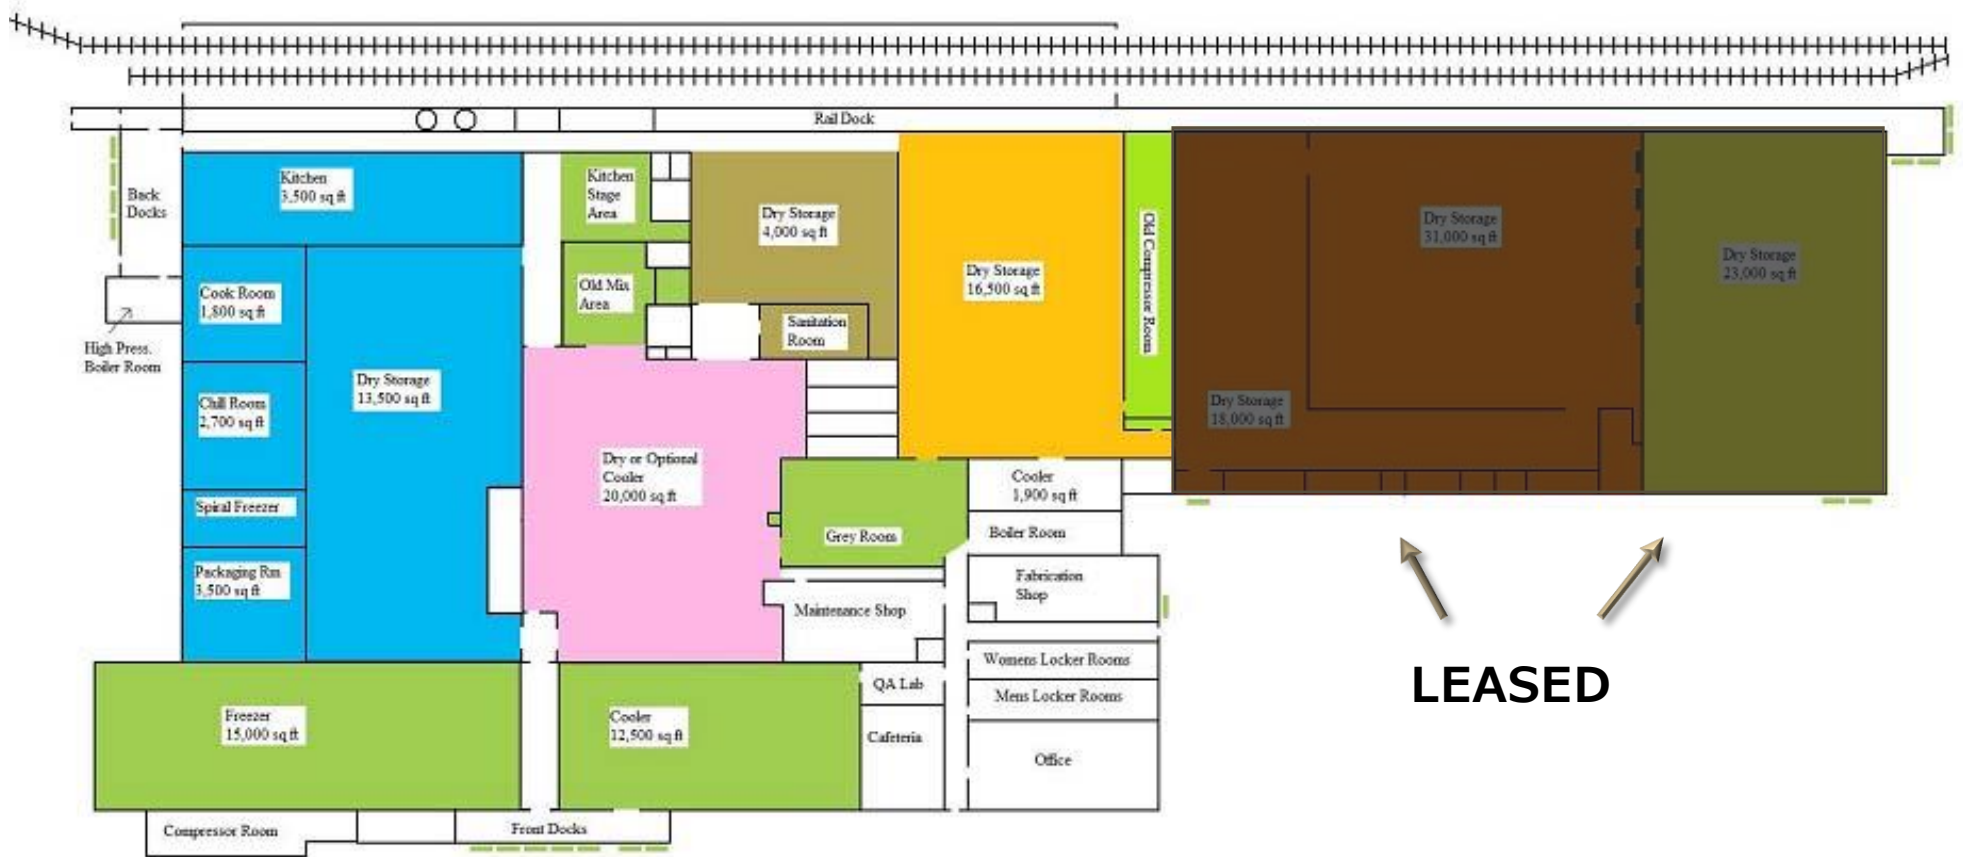 Rail Dock
Back
Docks
Kitchen
3,500 sq ft
Kitchen
Stage
Area
Dry Storage
4,000 sq ft
Old Compressor Room
Dry Storage
31,000 sq ft
Dry Storage
23,000 sq ft
Dry Storage
16,500 sq ft
Cook Room
1,800 sq ft
Old Mix
Area
Sanitation
Room
High Press.
Boiler Room
Dry Storage
13,500 sq ft
Chill Room
2,700 sq ft
Dry Storage
18,000 sq ft
Dry or Optional
Cooler
20,000 sq ft
Cooler
1,900 sq ft
Spiral Freezer
Grey Room
Boiler Room
Packaging Rm
3,500 sq ft
Fabrication
Shop
Maintenance Shop
Womens Locker Rooms
QA Lab
Mens Locker Rooms
LEASED
Freezer
15,000 sq ft
Cooler
12,500 sq ft
Cafeteria
Office
Compressor Room
Front Docks